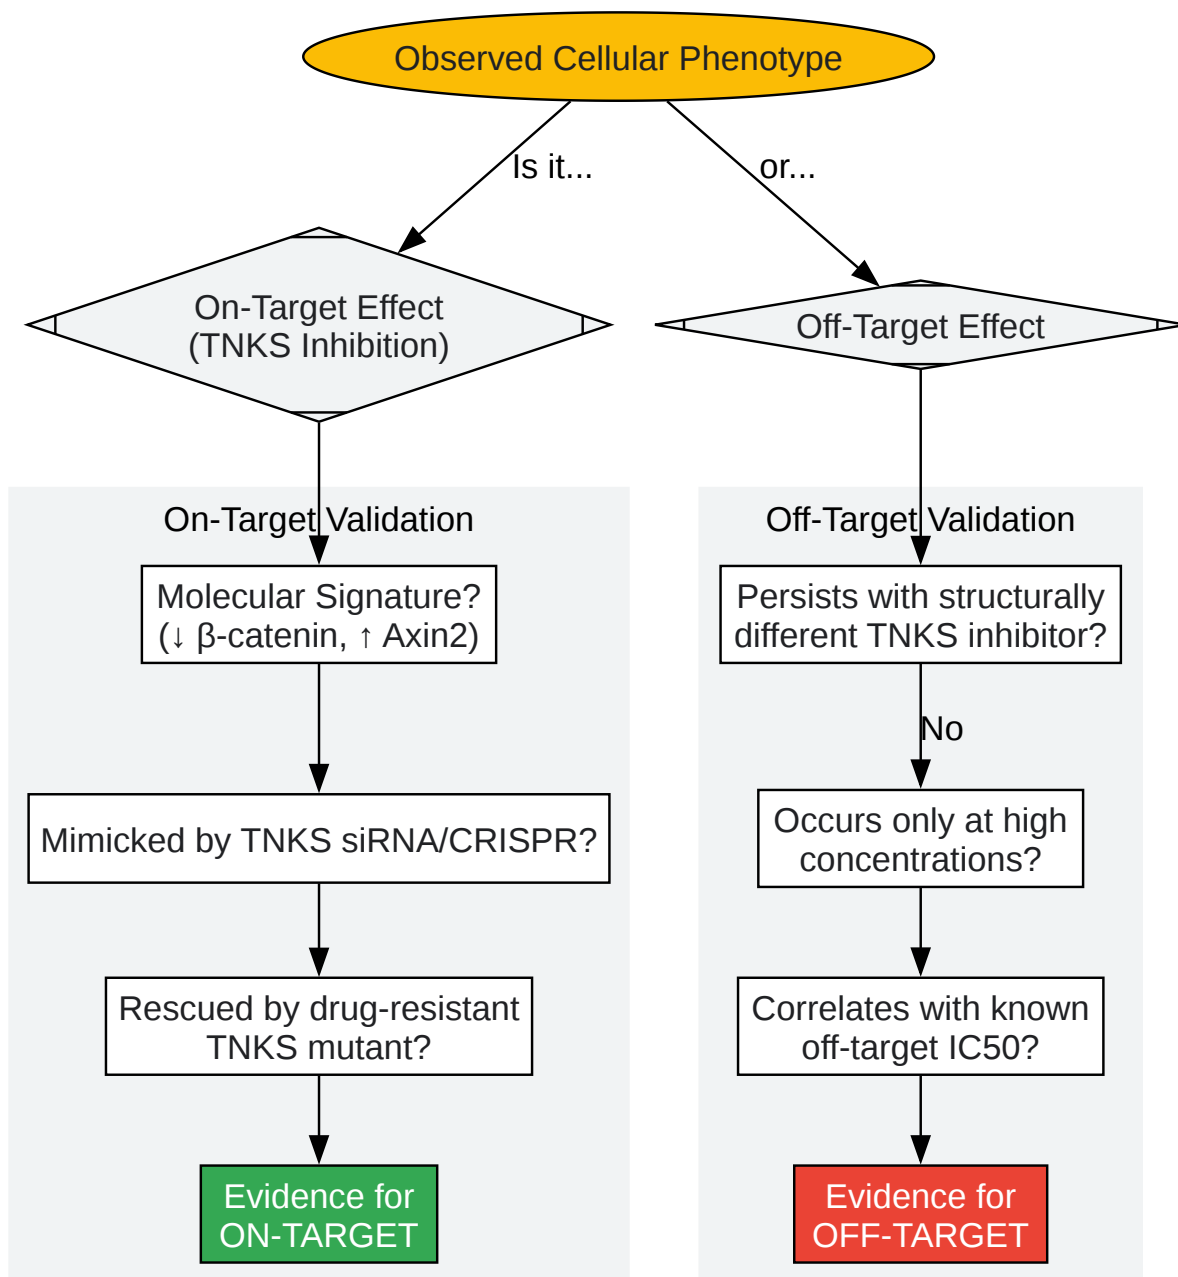 Observed Cellular Phenotype
Is it...
or...
On-Target Effect
(TNKS Inhibition)
Off-Target Effect
On-Target Validation
Molecular Signature?
(↓ β-catenin, ↑ Axin2)
Mimicked by TNKS siRNA/CRISPR?
Rescued by drug-resistant
TNKS mutant?
Evidence for
ON-TARGET
Off-Target Validation
Persists with structurally
different TNKS inhibitor?
No
Occurs only at high
concentrations?
Correlates with known
off-target IC50?
Evidence for
OFF-TARGET